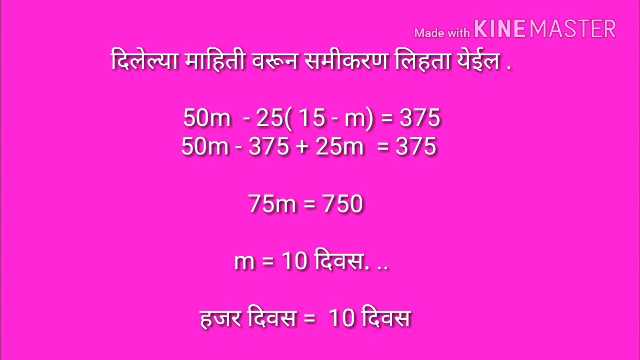 Made with KINEMASTER
दिलेल्या माहिती वरून समीकरण लिहता येईल .
50m - 25( 15 - m) = 375
50m - 375 + 25m = 375
75m = 750
m = 10 दिवस. ..
हजर दिवस = 10 दिवस